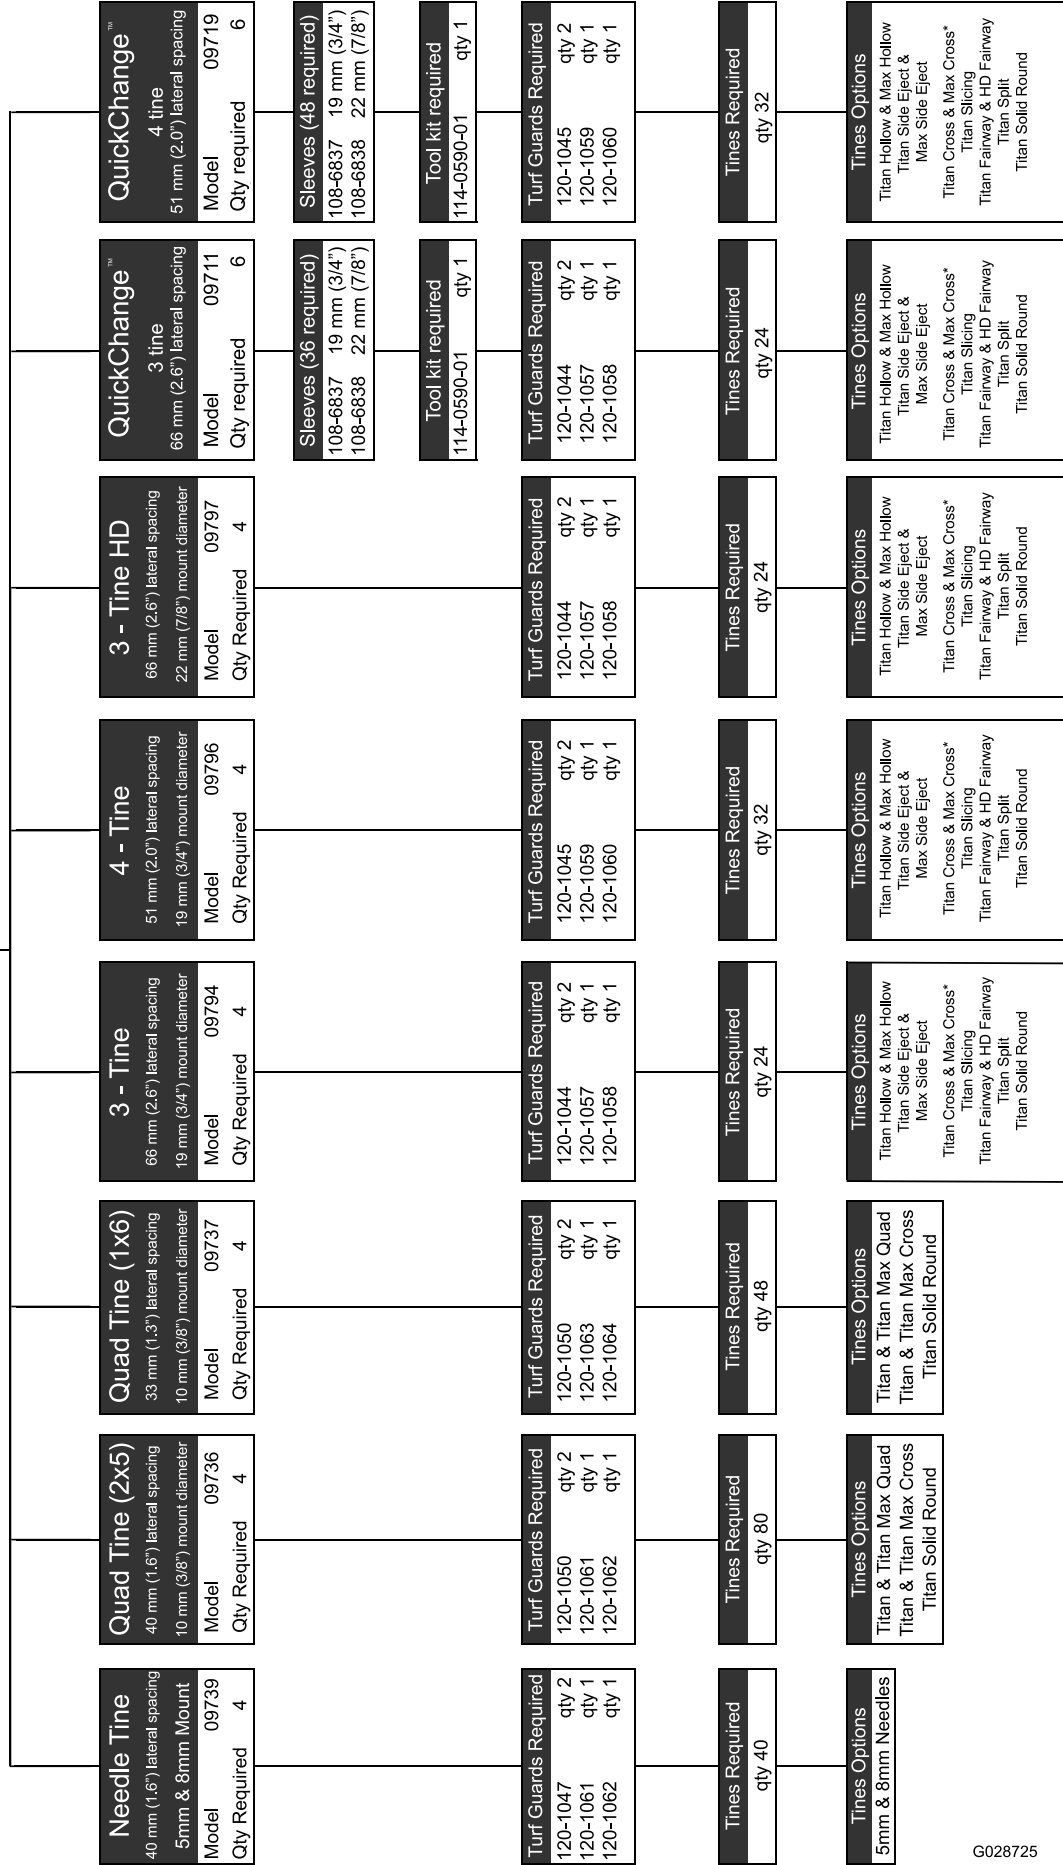 Needle Tine
40 mm (1.6”) lateral spacing
5mm & 8mm Mount
Model 09739
Qty Required 4
Turf Guards Required
120-1047 qty 2
120-1061 qty 1
120-1062 qty 1
Tines Required
qty 40
Tines Options
5mm & 8mm Needles
Quad Tine (2x5)
40 mm (1.6”) lateral spacing
10 mm (3/8”) mount diameter
Model 09736
Qty Required 4
Turf Guards Required
120-1050 qty 2
120-1061 qty 1
120-1062 qty 1
Tines Required
qty 80
Tines Options
Titan & Titan Max Quad
Titan & Titan Max Cross
Titan Solid Round
Quad Tine (1x6)
33 mm (1.3”) lateral spacing
10 mm (3/8”) mount diameter
Model 09737
Qty Required 4
Turf Guards Required
120-1050 qty 2
120-1063 qty 1
120-1064 qty 1
Tines Required
qty 48
Tines Options
Titan & Titan Max Quad
Titan & Titan Max Cross
Titan Solid Round
3 - Tine
66 mm (2.6”) lateral spacing
19 mm (3/4”) mount diameter
Model 09794
Qty Required 4
Turf Guards Required
120-1044 qty 2
120-1057 qty 1
120-1058 qty 1
Tines Required
qty 24
Tines Options
Titan Hollow & Max Hollow
Titan Side Eject &
Max Side Eject
Titan Cross & Max Cross*
Titan Slicing
Titan Fairway & HD Fairway
Titan Split
Titan Solid Round
4 - Tine
51 mm (2.0”) lateral spacing
19 mm (3/4”) mount diameter
Model 09796
Qty Required 4
Turf Guards Required
120-1045 qty 2
120-1059 qty 1
120-1060 qty 1
Tines Required
qty 32
Tines Options
Titan Hollow & Max Hollow
Titan Side Eject &
Max Side Eject
Titan Cross & Max Cross*
Titan Slicing
Titan Fairway & HD Fairway
Titan Split
Titan Solid Round
3 - Tine HD
66 mm (2.6”) lateral spacing
22 mm (7/8”) mount diameter
Model 09797
Qty Required 4
Turf Guards Required
120-1044 qty 2
120-1057 qty 1
120-1058 qty 1
Tines Required
qty 24
Tines Options
Titan Hollow & Max Hollow
Titan Side Eject &
Max Side Eject
Titan Cross & Max Cross*
Titan Slicing
Titan Fairway & HD Fairway
Titan Split
Titan Solid Round
QuickChange™
3 tine
66 mm (2.6”) lateral spacing
Model 09711
Qty required 6
Sleeves (36 required)
108-6837 19 mm (3/4”)
108-6838 22 mm (7/8”)
Tool kit required
114-0590-01 qty 1
Turf Guards Required
120-1044 qty 2
120-1057 qty 1
120-1058 qty 1
Tines Required
qty 24
Tines Options
Titan Hollow & Max Hollow
Titan Side Eject &
Max Side Eject
Titan Cross & Max Cross*
Titan Slicing
Titan Fairway & HD Fairway
Titan Split
Titan Solid Round
QuickChange™
4 tine
51 mm (2.0”) lateral spacing
Model 09719
Qty required 6
Sleeves (48 required)
108-6837 19 mm (3/4”)
108-6838 22 mm (7/8”)
Tool kit required
114-0590-01 qty 1
Turf Guards Required
120-1045 qty 2
120-1059 qty 1
120-1060 qty 1
Tines Required
qty 32
Tines Options
Titan Hollow & Max Hollow
Titan Side Eject &
Max Side Eject
Titan Cross & Max Cross*
Titan Slicing
Titan Fairway & HD Fairway
Titan Split
Titan Solid Round
G028725